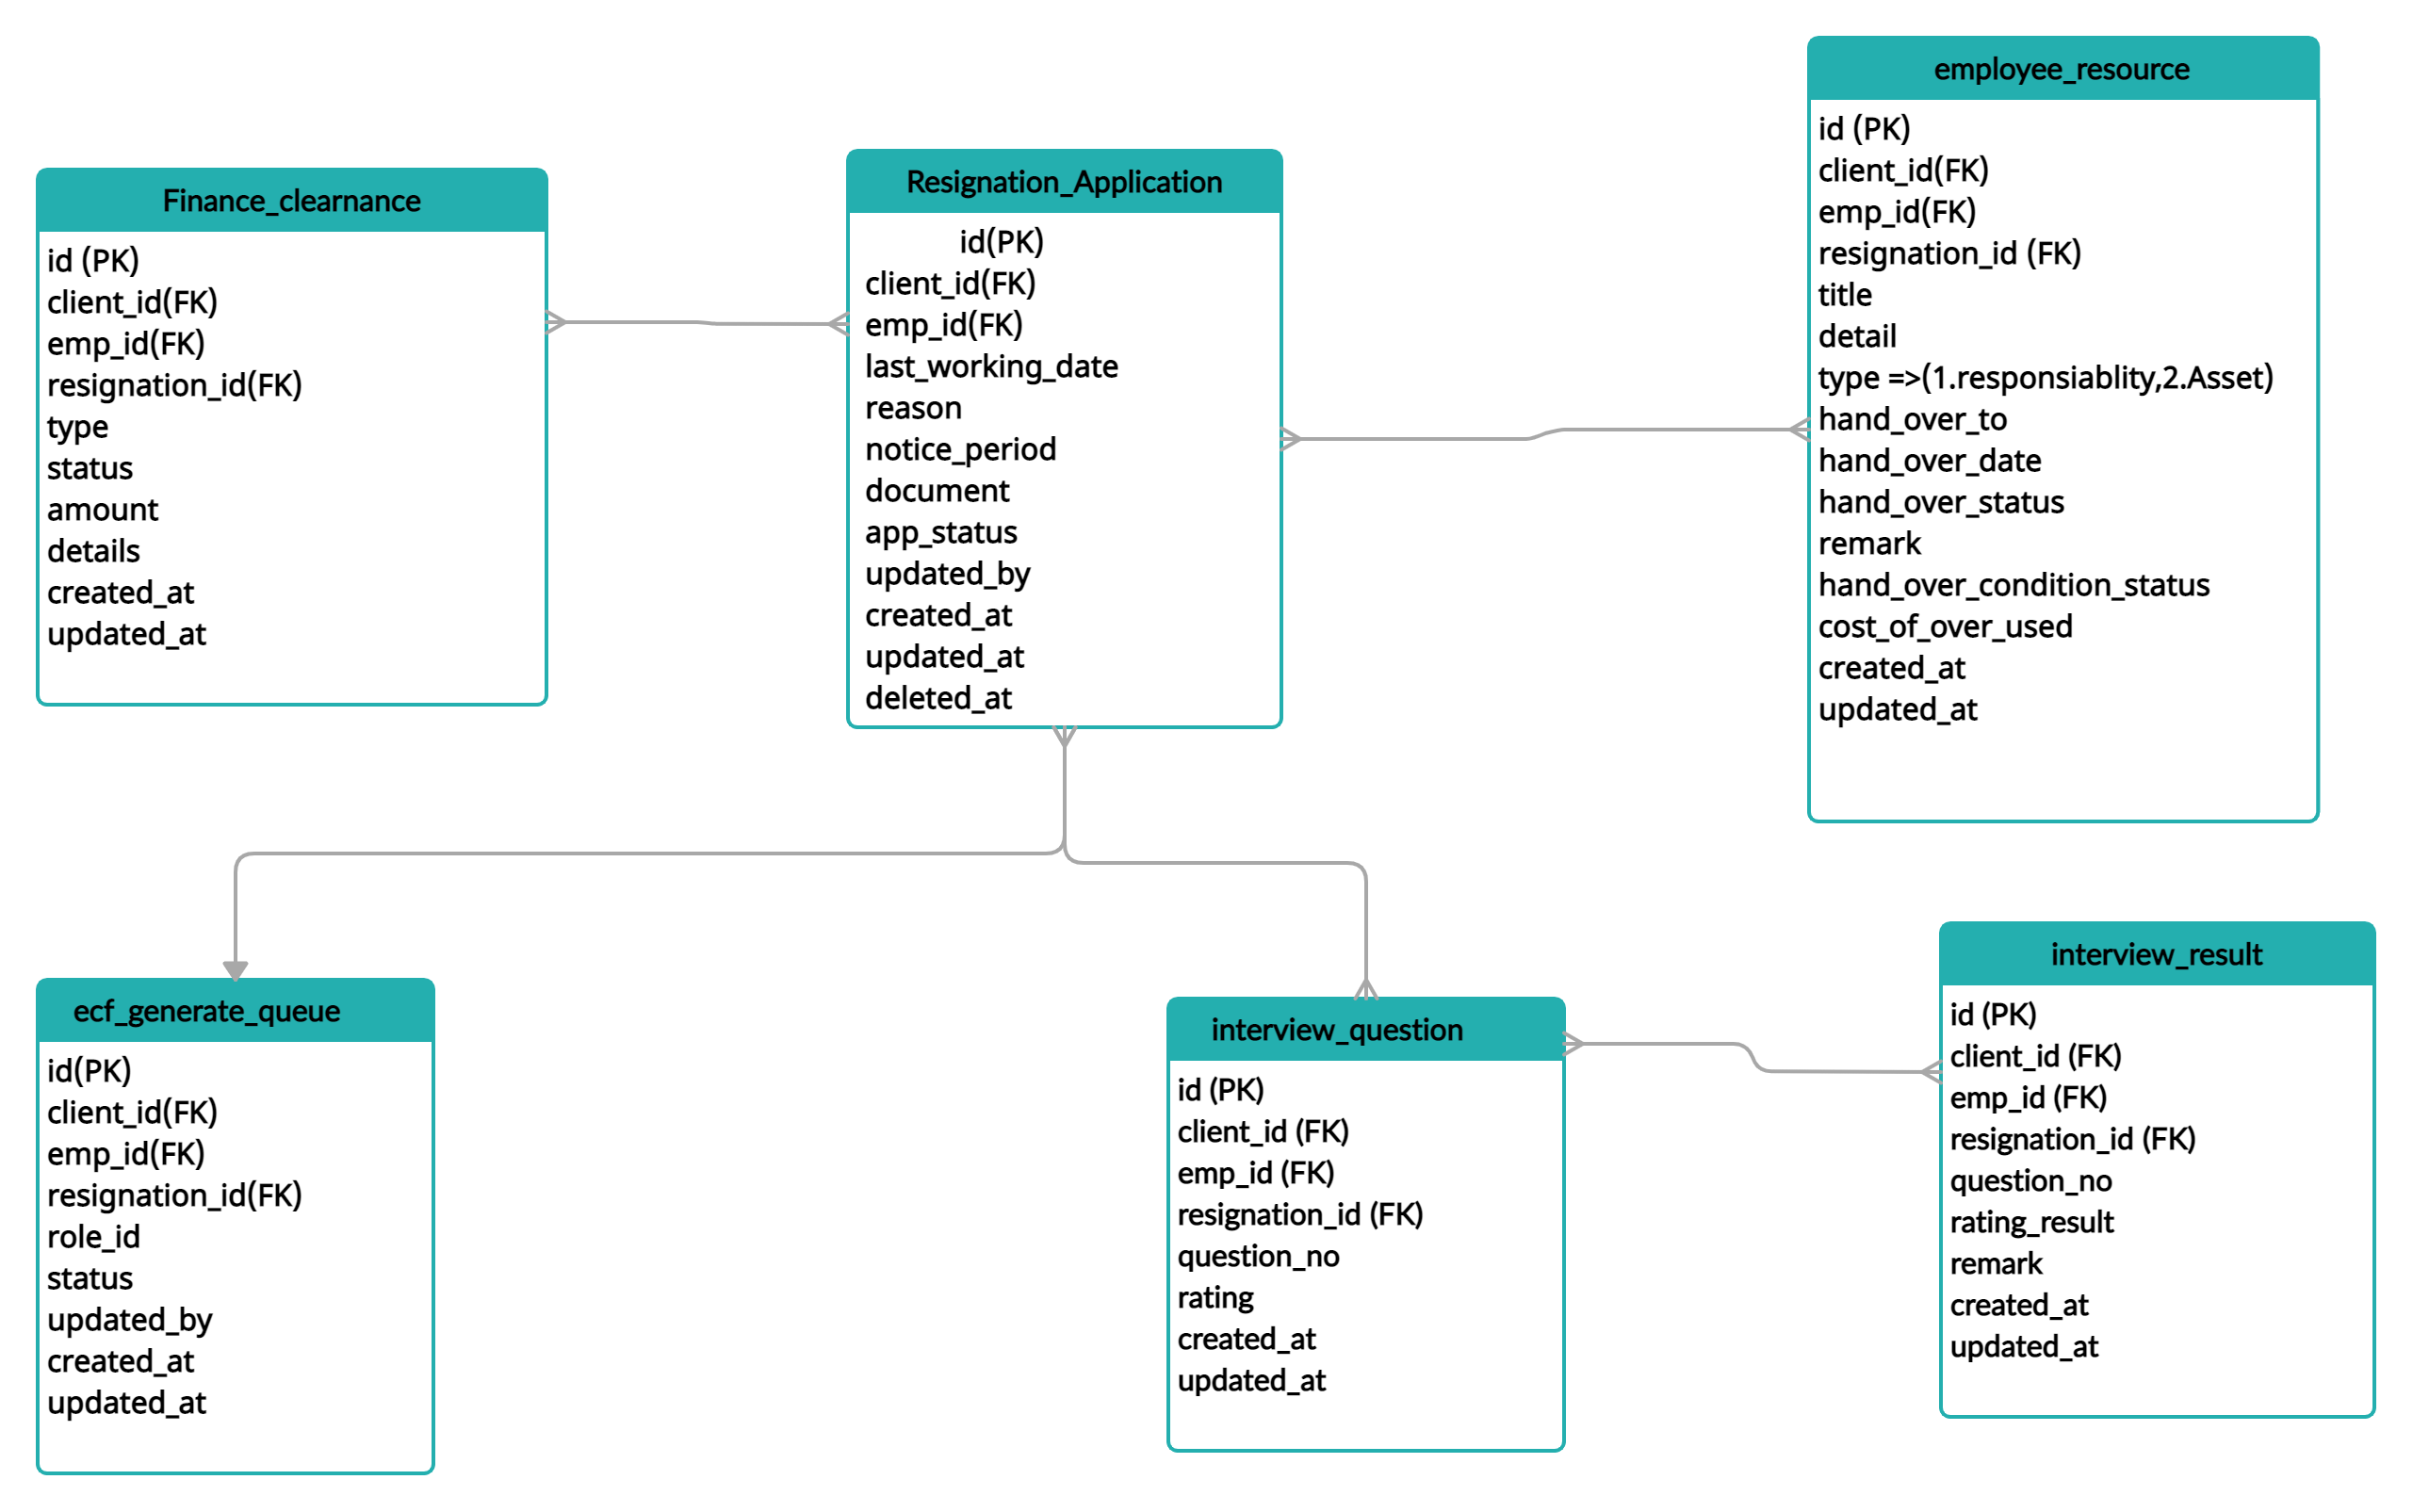 Finance_clearnance
id (PK)
client_id(FK)
emp_id(FK)
resignation_id(FK)
type
status
amount
details
created_at
updated_at
Resignation_Application
id(PK)
client_id(FK)
emp_id(FK)
last_working_date
reason
notice_period
document
app_status
updated_by
created_at
updated_at
deleted_at
employee_resource
id (PK)
client_id(FK)
emp_id(FK)
resignation_id (FK)
title
detail
type =>(1.responsiablity,2.Asset)
hand_over_to
hand_over_date
hand_over_status
remark
hand_over_condition_status
cost_of_over_used
created_at
updated_at
ecf_generate_queue
id(PK)
client_id(FK)
emp_id(FK)
resignation_id(FK)
role_id
status
updated_by
created_at
updated_at
interview_question
id (PK)
client_id (FK)
emp_id (FK)
resignation_id (FK)
question_no
rating
created_at
updated_at
interview_result
id (PK)
client_id (FK)
emp_id (FK)
resignation_id (FK)
question_no
rating_result
remark
created_at
updated_at